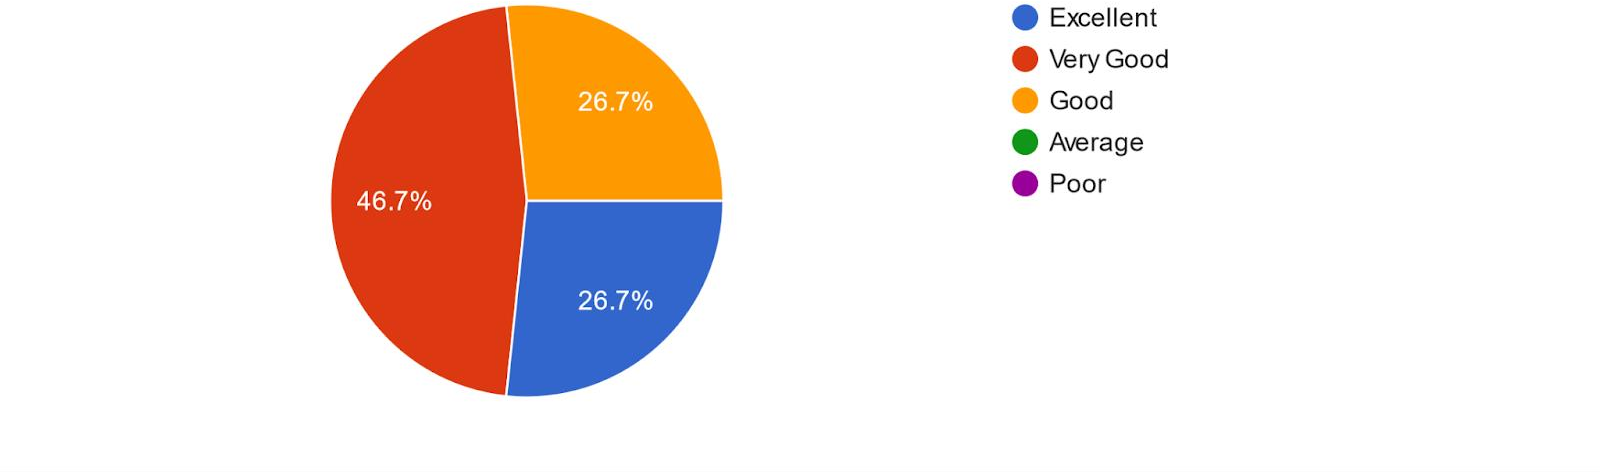 Excellent
Very Good
26.7%
Good
Average
46.7%
Poor
26.7%